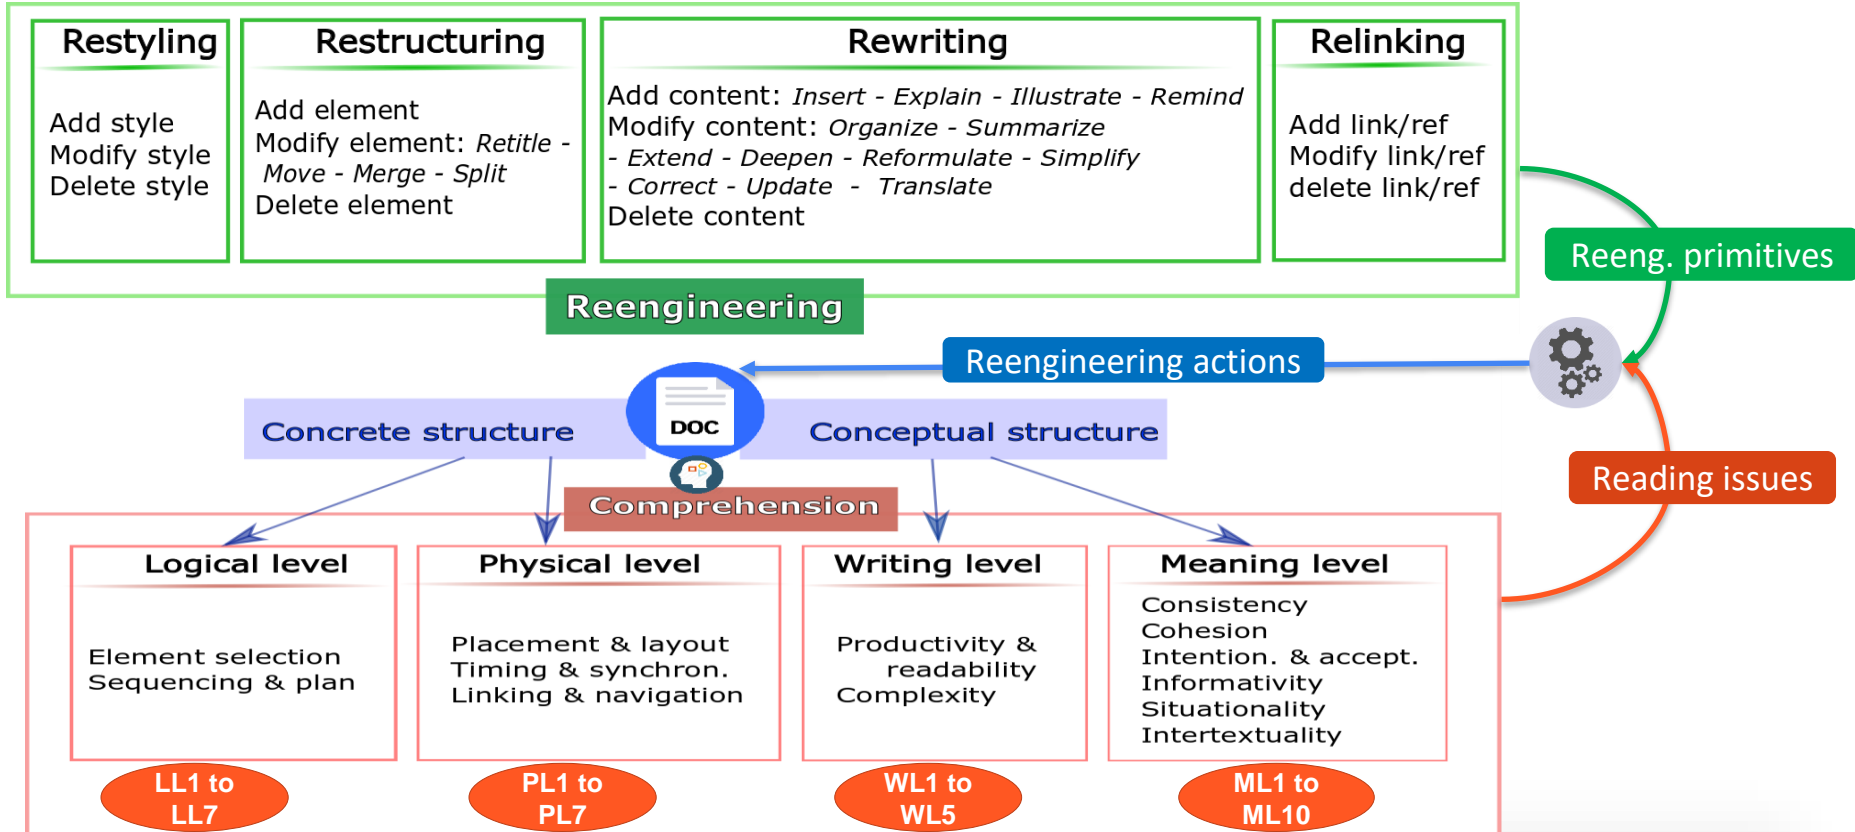 Restyling
Add style
Modify style
Delete style
Restructuring
Add element
Modify element: Retitle -
Move - Merge - Split
Delete element
Rewriting
Add content: Insert - Explain - Illustrate - Remind
Modify content: Organize - Summarize
- Extend - Deepen - Reformulate - Simplify
- Correct - Update - Translate
Delete content
Relinking
Add link/ref
Modify link/ref
delete link/ref
Reeng. primitives
Reengineering
Reengineering actions
DOC
Concrete structure
Conceptual structure
Reading issues
Comprehension
Logical level
Element selection
Sequencing & plan
LL1 to
LL7
Physical level
Placement & layout
Timing & synchron.
Linking & navigation
PL1 to
PL7
Writing level
Productivity &
readability
Complexity
WL1 to
WL5
Meaning level
Consistency
Cohesion
Intention. & accept.
Informativity
Situationality
Intertextuality
ML1 to
ML10